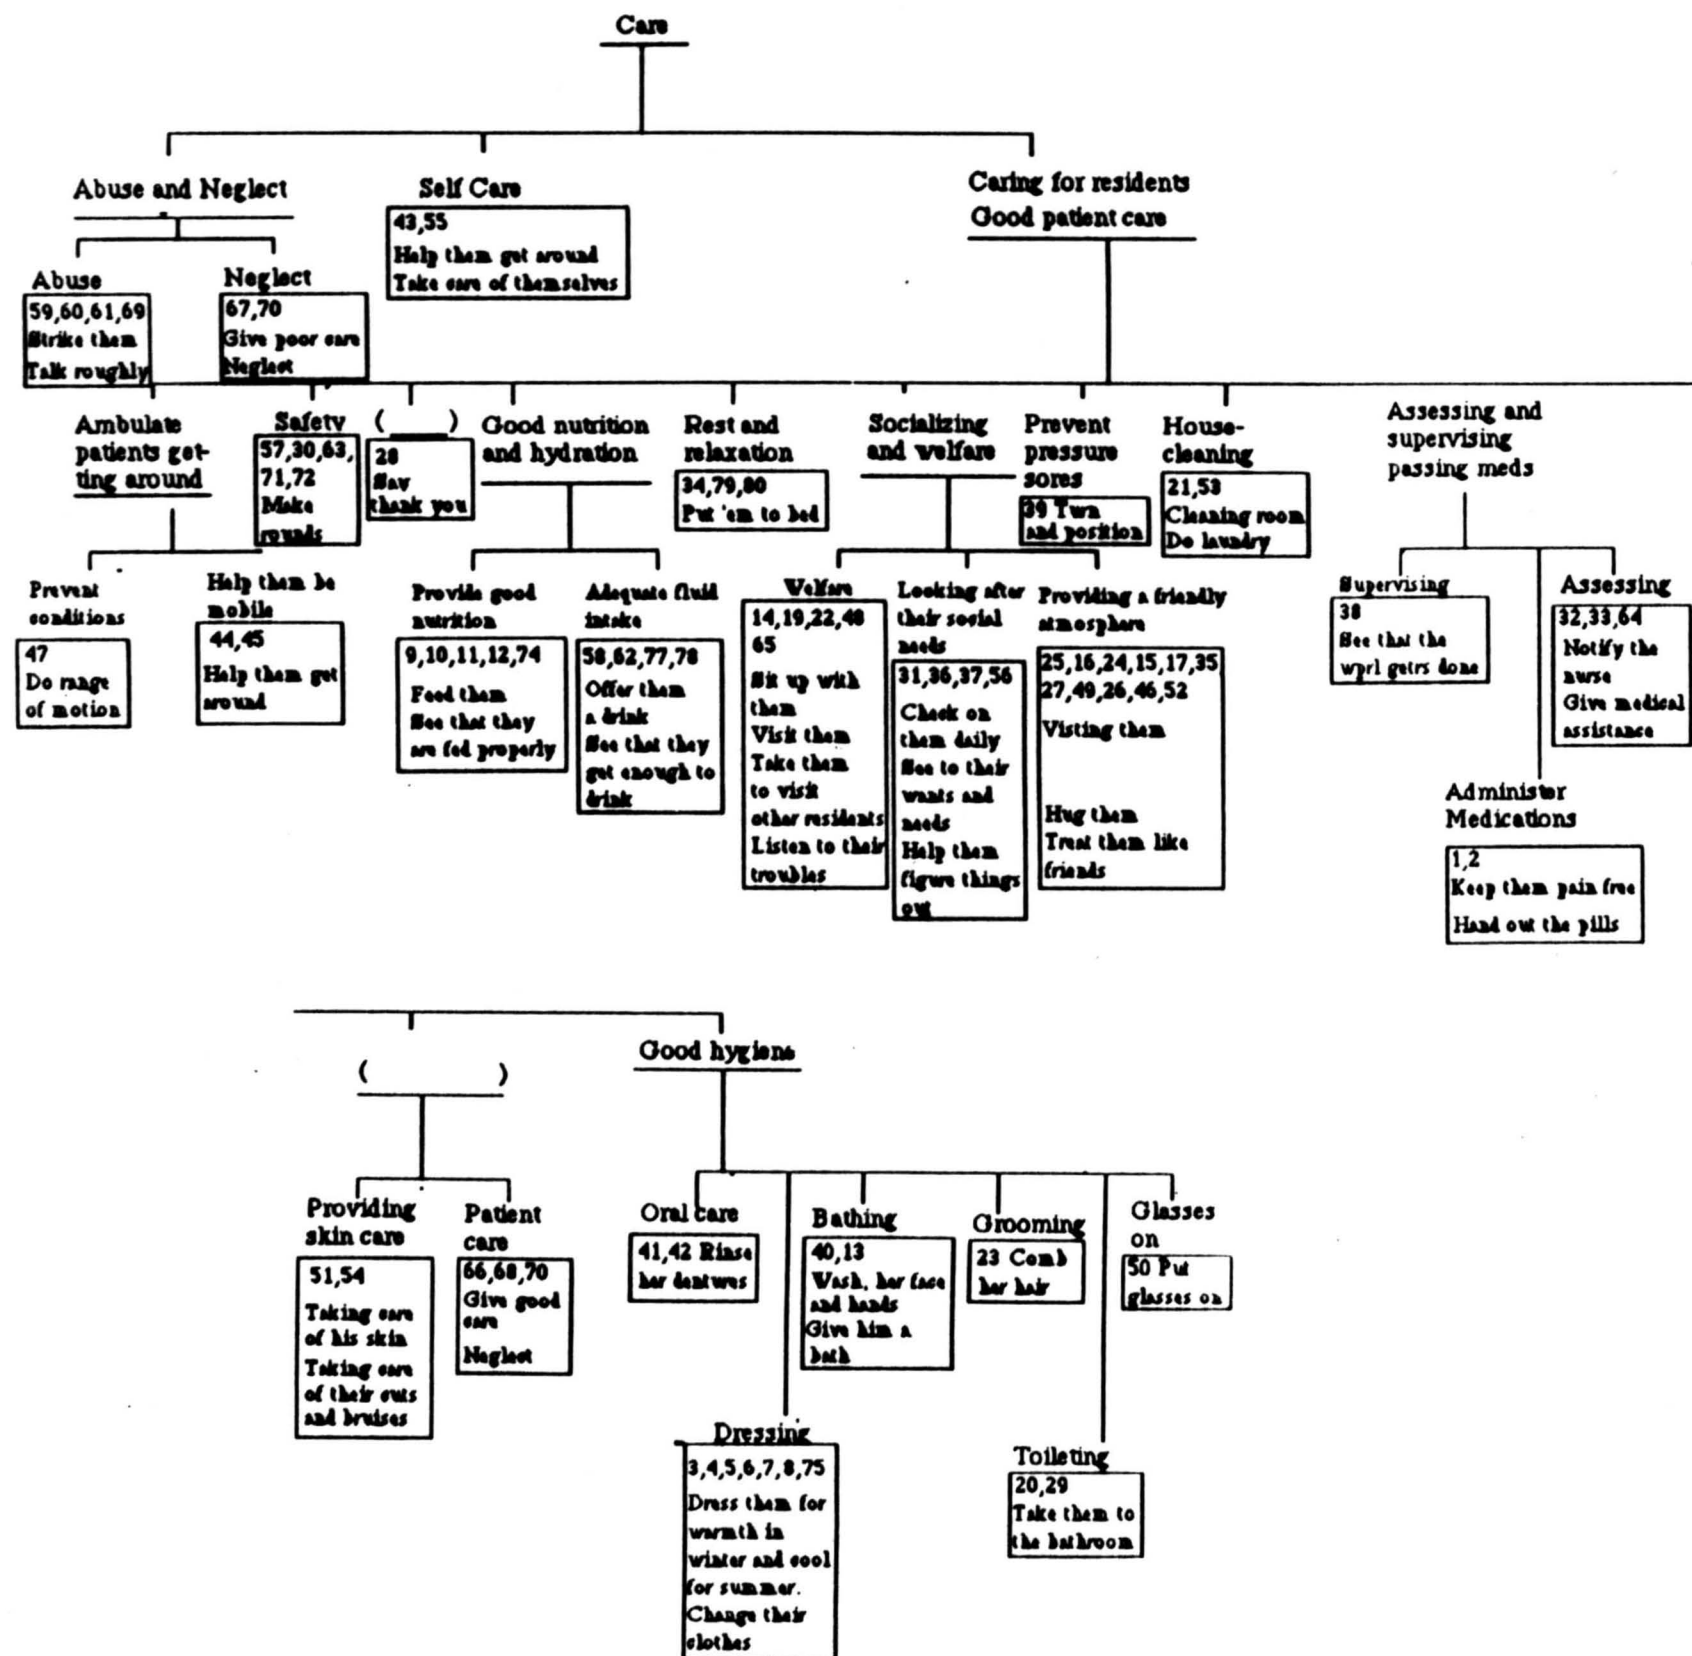 Care
Abuse and Neglect
Self Care
Caring for residents
Good patient care
43,55
Help them get around
Take care of themselves
Abuse
59,60,61,69
Strike them
Talk roughly
Neglect
67,70
Give poor care
Neglect
Ambulate
patients get-
ting around
Safety
57,30,63,
71,72
Make
rounds
( )
28
Say
thank you
Good nutrition
and hydration
Rest and
relaxation
34,79,80
Put 'em to bed
Socializing
and welfare
Prevent
pressure
sores
39 Turn
and position
House-
cleaning
21,53
Cleaning room
Do laundry
Assessing and
supervising
passing meds
Prevent
conditions
47
Do range
of motion
Help them be
mobile
44,45
Help them get
around
Provide good
nutrition
9,10,11,12,74
Feed them
See that they
are fed properly
Adequate fluid
intake
58,62,77,78
Offer them
a drink
See that they
get enough to
drink
Welfare
14,19,22,48
65
Sit up with
them
Visit them
Take them
to visit
other residents
Listen to their
troubles
Looking after
their social
needs
31,36,37,56
Check on
them daily
See to their
wants and
needs
Help them
figure things
out
Providing a friendly
atmosphere
25,16,24,15,17,35
27,49,26,46,52
Visting them
Hug them
Treat them like
friends
Supervising
38
See that the
wprl getrs done
Assessing
32,33,64
Notify the
nurse
Give medical
assistance
Administer
Medications
1,2
Keep them pain free
Hand out the pills
( )
Good hygiene
Providing
skin care
51,54
Taking care
of his skin
Taking care
of their cuts
and bruises
Patient
care
66,68,70
Give good
care
Neglect
Oral care
41,42 Rinse
her dentures
Bathing
40,13
Wash, her face
and hands
Give him a
bath
Grooming
23 Comb
her hair
Glasses
on
50 Put
glasses on
Dressing
3,4,5,6,7,8,75
Dress them for
warmth in
winter and cool
for summer.
Change their
clothes
Toileting
20,29
Take them to
the bathroom